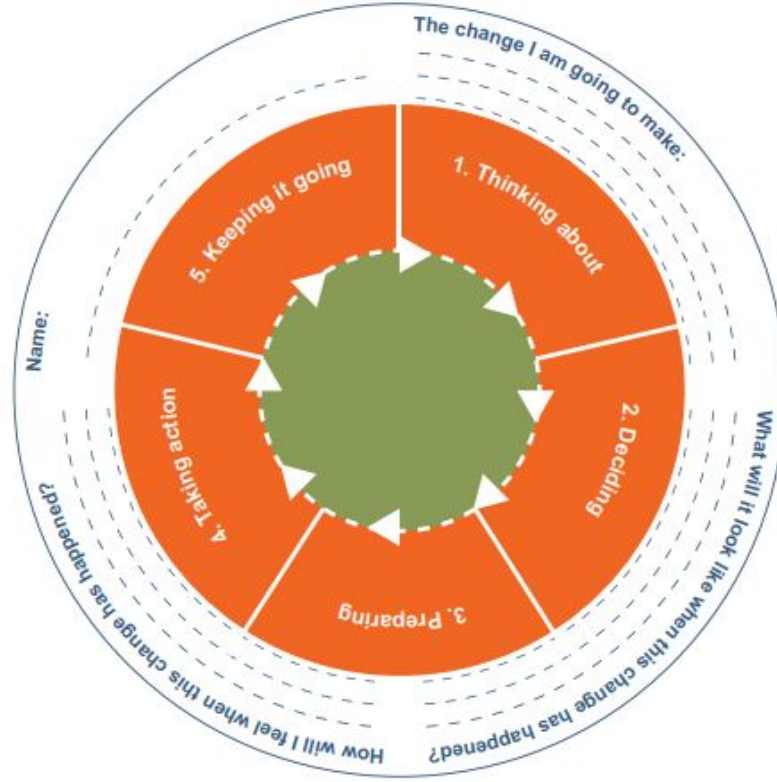 The change I am going to make:
What will it look like when this change has happened?
How will I feel when this change has happened?
Name:
1. Thinking about
2. Deciding
3. Preparing
4. Taking action
5. Keeping it going